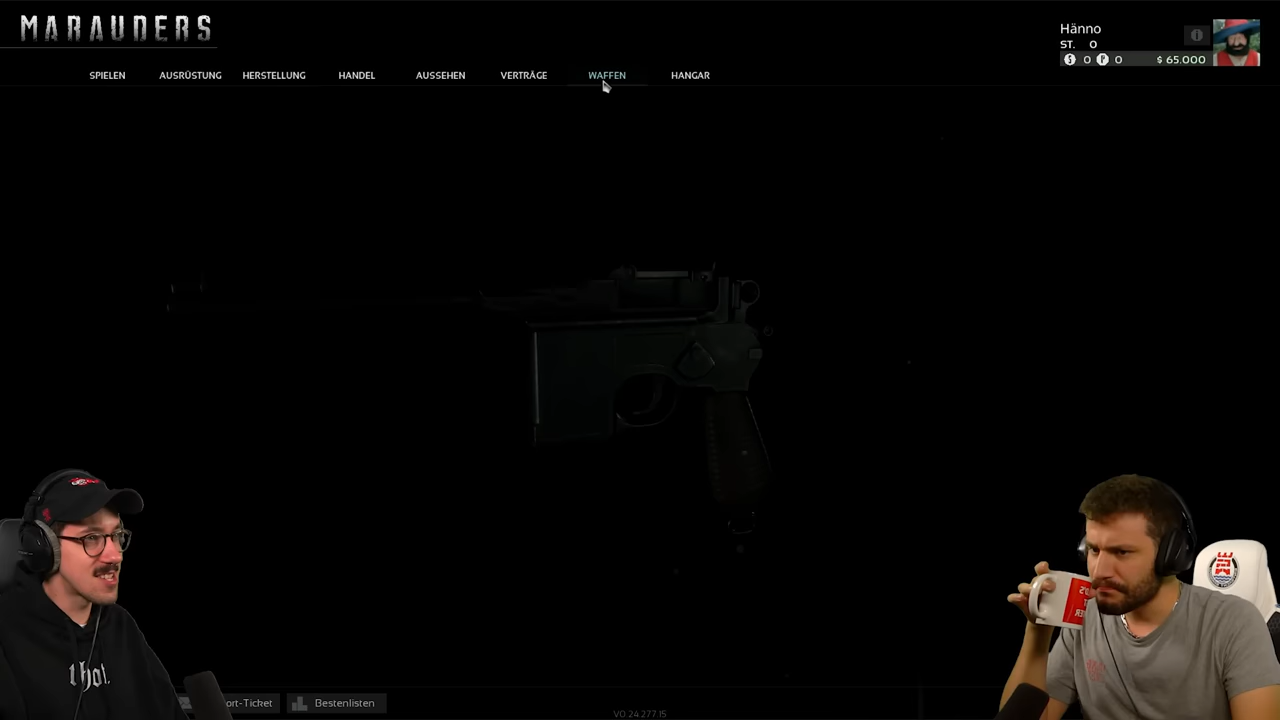 MARAUDERS
Hänno
ST. 0
0 0 $ 65.000
SPIELEN AUSRÜSTUNG HERSTELLUNG HANDEL AUSSEHEN VERTRÄGE WAFFEN HANGAR
ort-Ticket Bestenlisten
V0 24 277.15